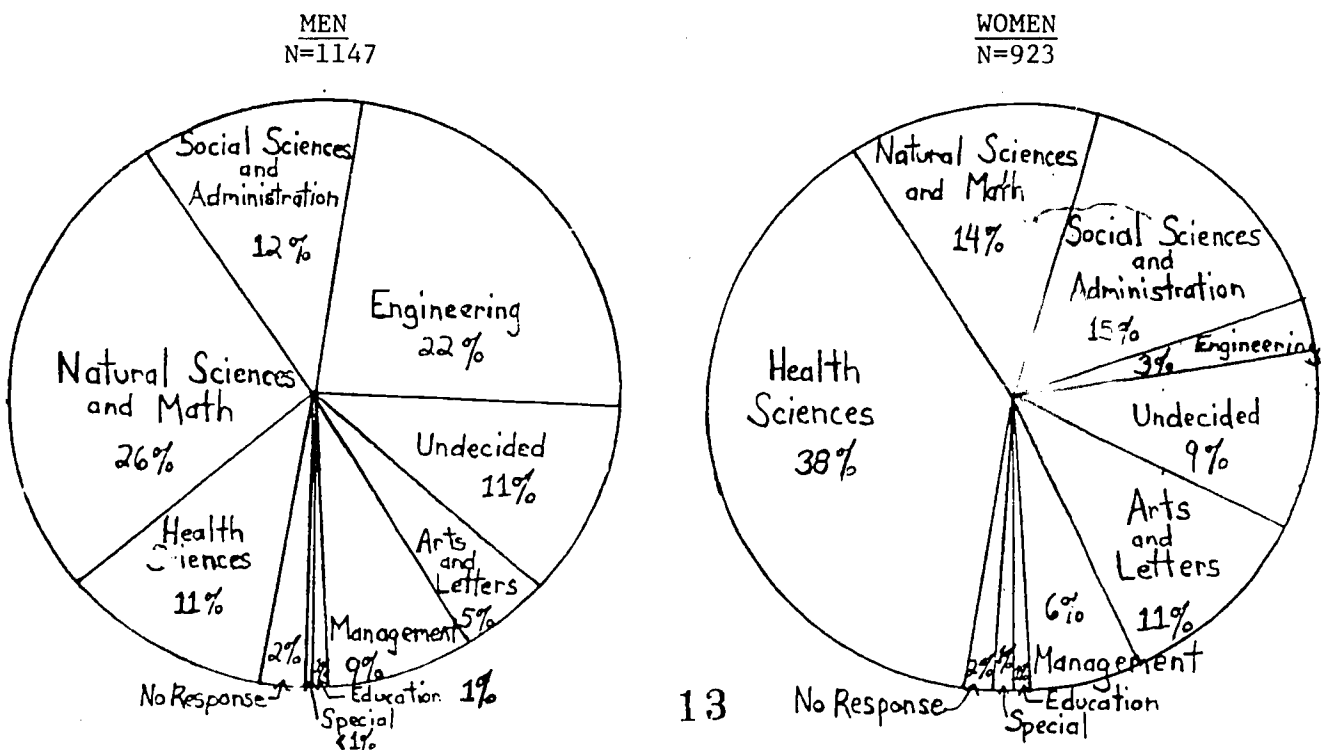 MEN
N=1147
Social Sciences
and
Administration
12%
Engineering
22%
Natural Sciences
and Math
26%
Undecided
11%
Health
Sciences
11%
Arts
and
Letters
5%
Management
9%
2%
No Response
Education 1%
Special
<1%
13
WOMEN
N=923
Natural Sciences
and Math
14%
Social Sciences
and
Administration
15%
Engineering
3%
Health
Sciences
38%
Undecided
9%
Arts
and
Letters
11%
6%
Management
2%
No Response
Education
Special